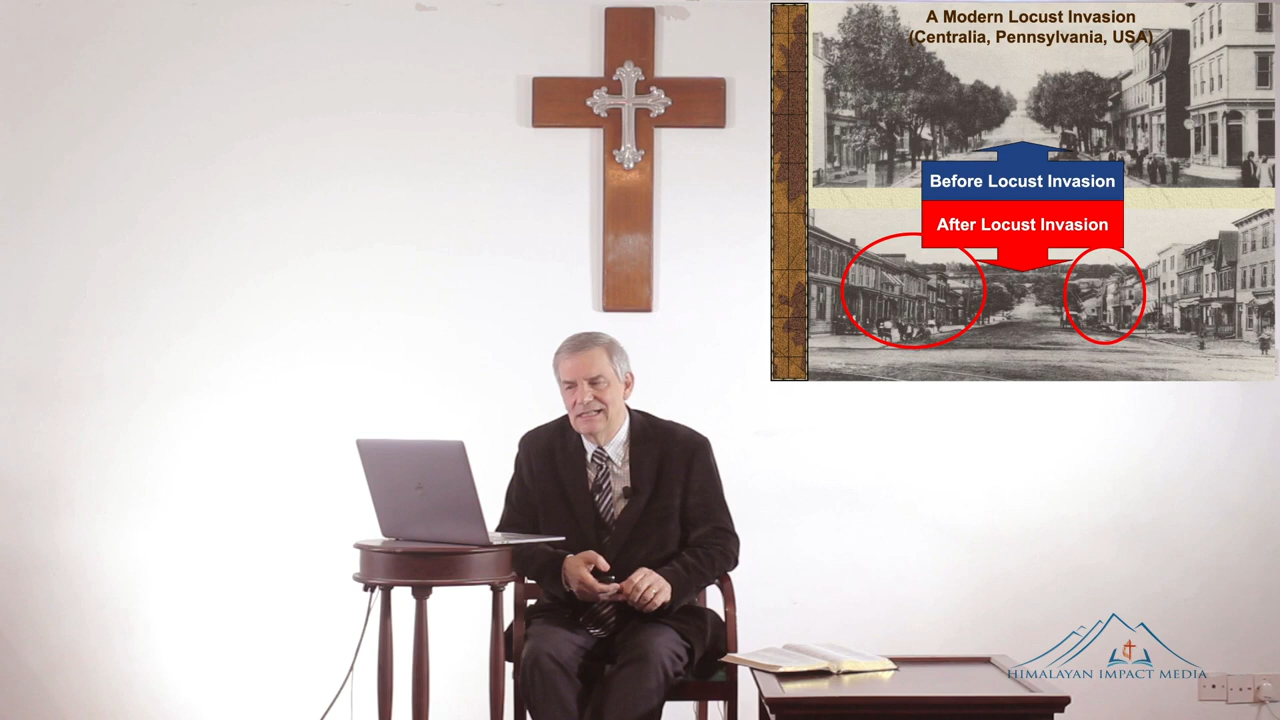 A Modern Locust Invasion
(Centralia, Pennsylvania, USA)
Before Locust Invasion
After Locust Invasion
HIMALAYAN IMPACT MEDIA